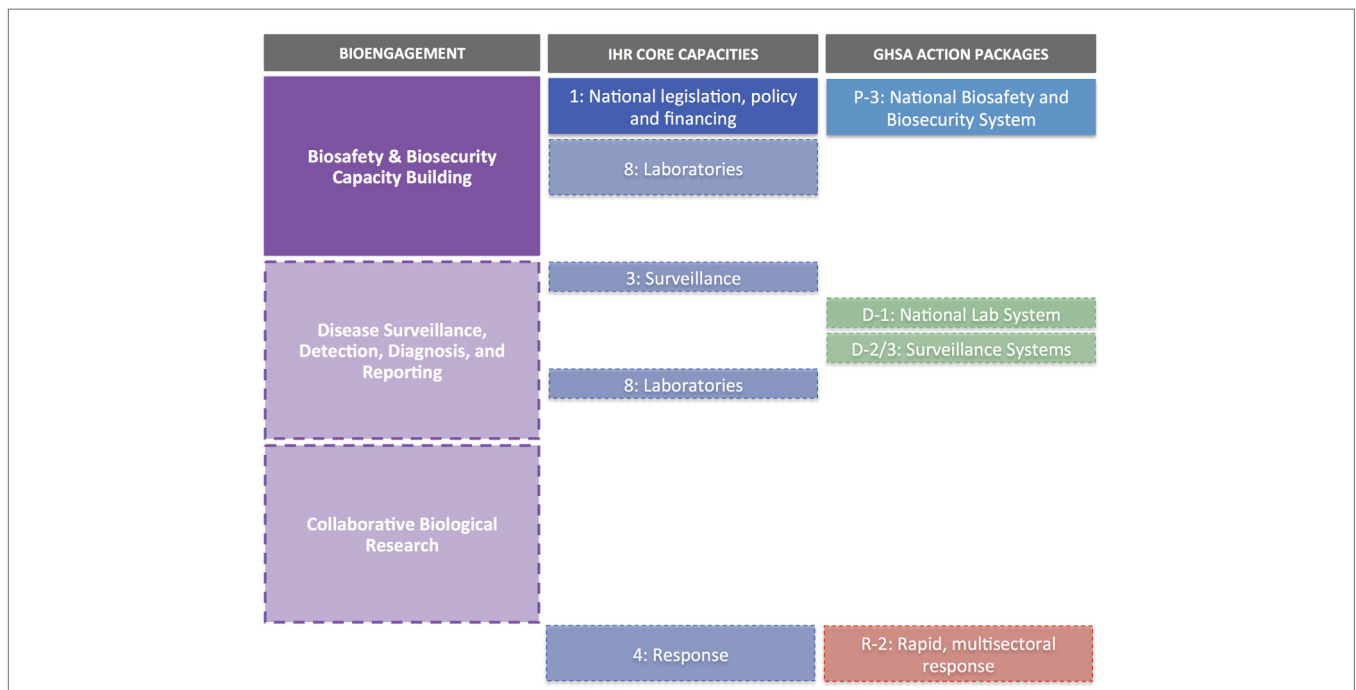 BIOENGAGEMENT
IHR CORE CAPACITIES
GHSA ACTION PACKAGES
Biosafety & Biosecurity
Capacity Building
1: National legislation, policy
and financing
P-3: National Biosafety and
Biosecurity System
8: Laboratories
Disease Surveillance,
Detection, Diagnosis, and
Reporting
3: Surveillance
D-1: National Lab System
D-2/3: Surveillance Systems
8: Laboratories
Collaborative Biological
Research
4: Response
R-2: Rapid, multisectoral
response